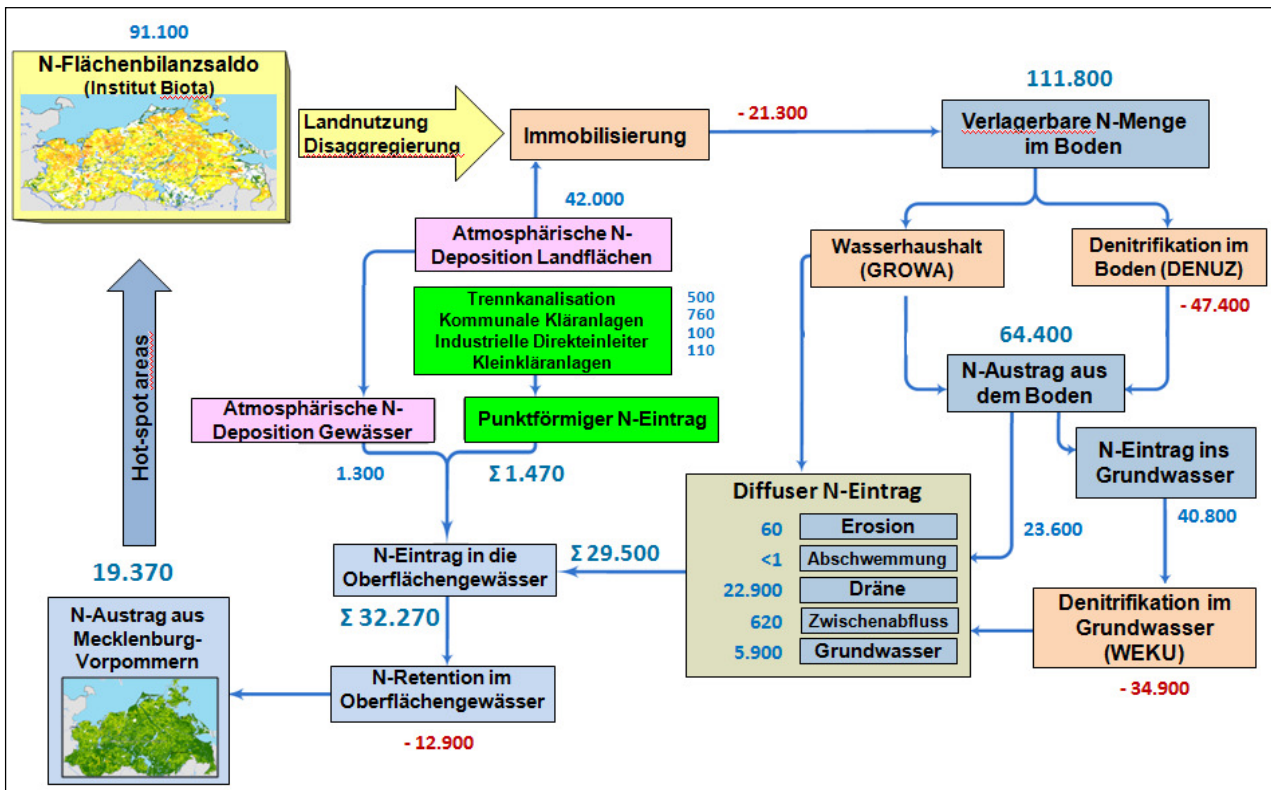 91.100
N-Flächenbilanzsaldo
(Institut Biota)
Landnutzung
Disaggregierung
Immobilisierung
- 21.300
111.800
Verlagerbare N-Menge
im Boden
42.000
Atmosphärische N-
Deposition Landflächen
Wasserhaushalt
(GROWA)
Denitrifikation im
Boden (DENUZ)
- 47.400
Trennkanalisation
Kommunale Kläranlagen
Industrielle Direkteinleiter
Kleinkläranlagen
500
760
100
110
64.400
N-Austrag aus
dem Boden
Hot-spot areas
Atmosphärische N-
Deposition Gewässer
Punktförmiger N-Eintrag
1.300
Σ 1.470
N-Eintrag ins
Grundwasser
40.800
23.600
Diffuser N-Eintrag
60 Erosion
<1 Abschwemmung
22.900 Dräne
620 Zwischenabfluss
5.900 Grundwasser
Σ 29.500
N-Eintrag in die
Oberflächengewässer
Σ 32.270
Denitrifikation im
Grundwasser
(WEKU)
- 34.900
19.370
N-Austrag aus
Mecklenburg-
Vorpommern
N-Retention im
Oberflächengewässer
- 12.900